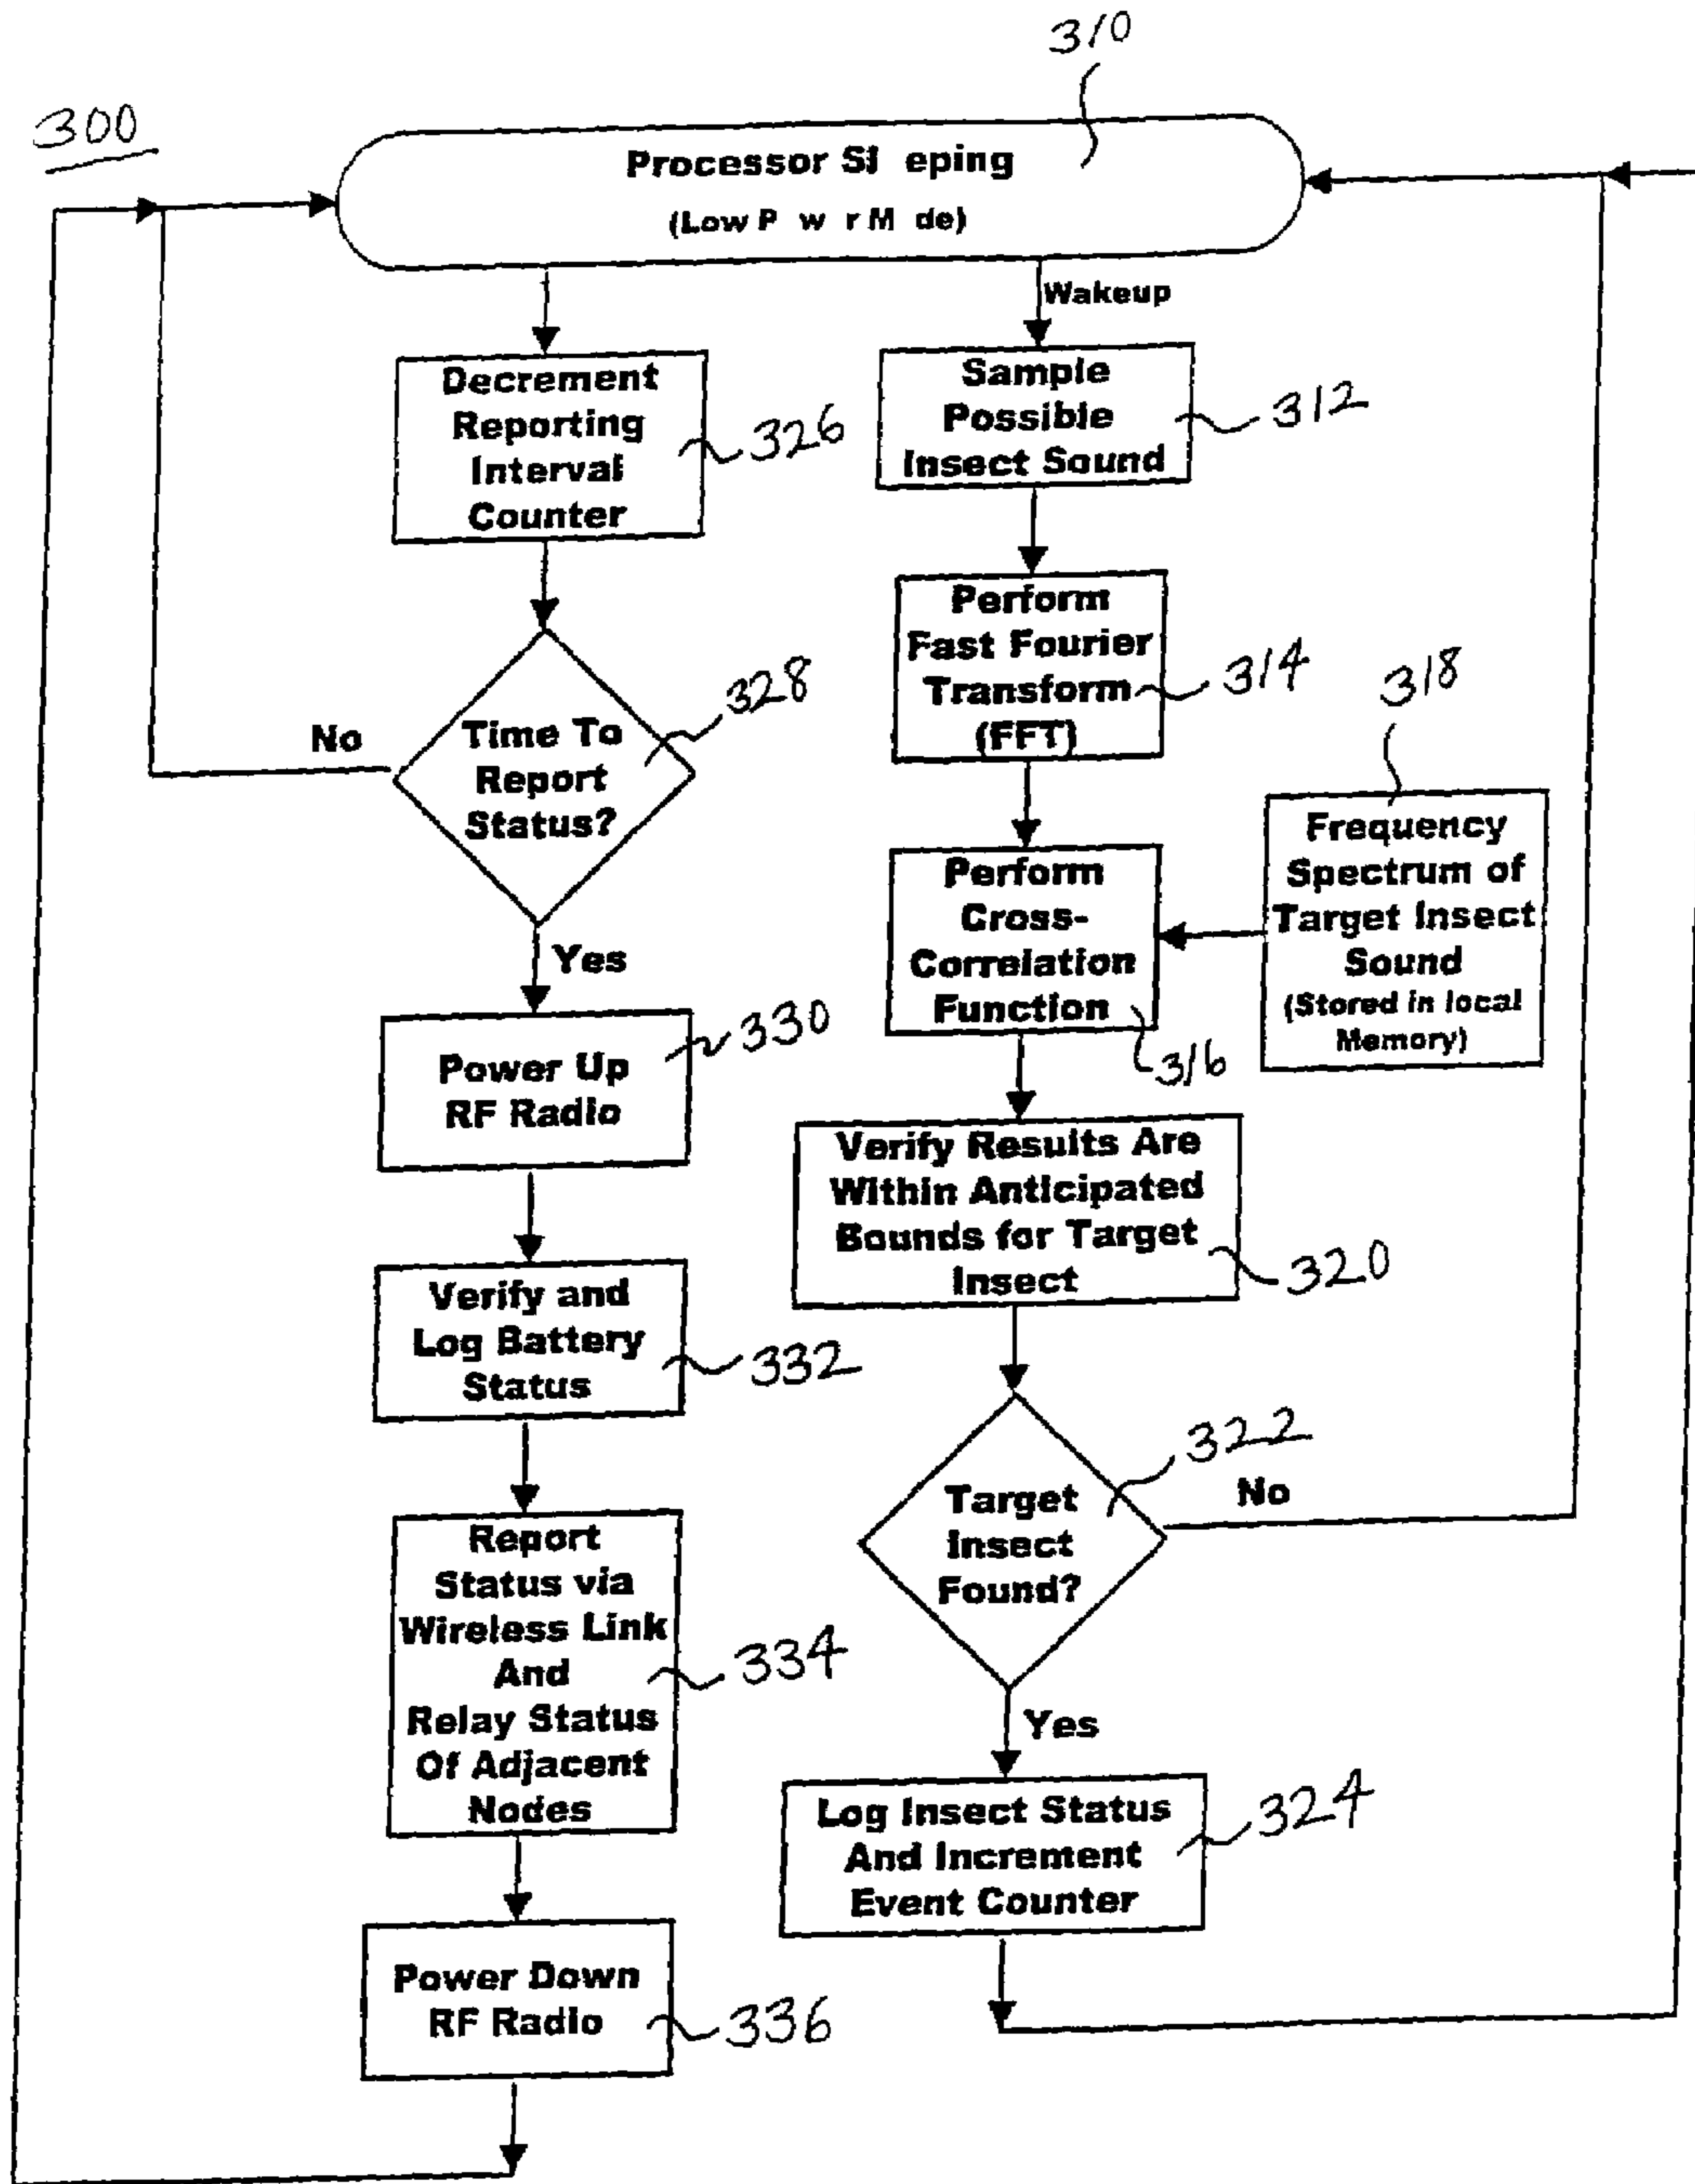 310
300
Processor Sl eping
(Low P w r M de)
Wakeup
Decrement
Reporting
Interval
Counter
326
Sample
Possible
Insect Sound
312
Perform
Fast Fourier
Transform
(FFT)
314
318
Time To
Report
Status?
328
No
Yes
Perform
Cross-
Correlation
Function
316
Frequency
Spectrum of
Target Insect
Sound
(Stored in local
Memory)
Power Up
RF Radio
330
Verify Results Are
Within Anticipated
Bounds for Target
Insect
320
Verify and
Log Battery
Status
332
Target
Insect
Found?
322
No
Yes
Report
Status via
Wireless Link
And
Relay Status
Of Adjacent
Nodes
334
Log Insect Status
And Increment
Event Counter
324
Power Down
RF Radio
336